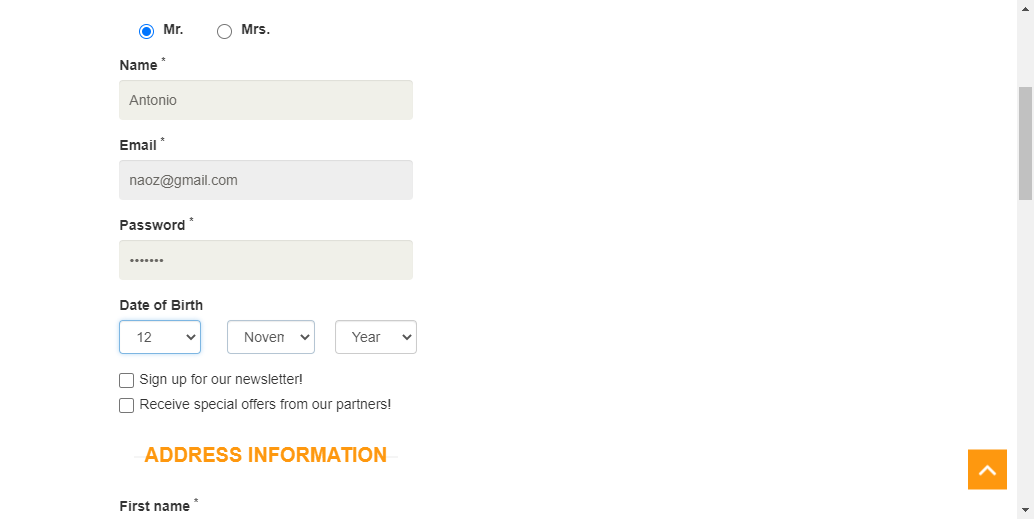 Mr. Mrs.
Name *
Antonio
Email *
naoz@gmail.com
Password *
•••••••
Date of Birth
12 Novem Year
Sign up for our newsletter!
Receive special offers from our partners!
ADDRESS INFORMATION
First name *